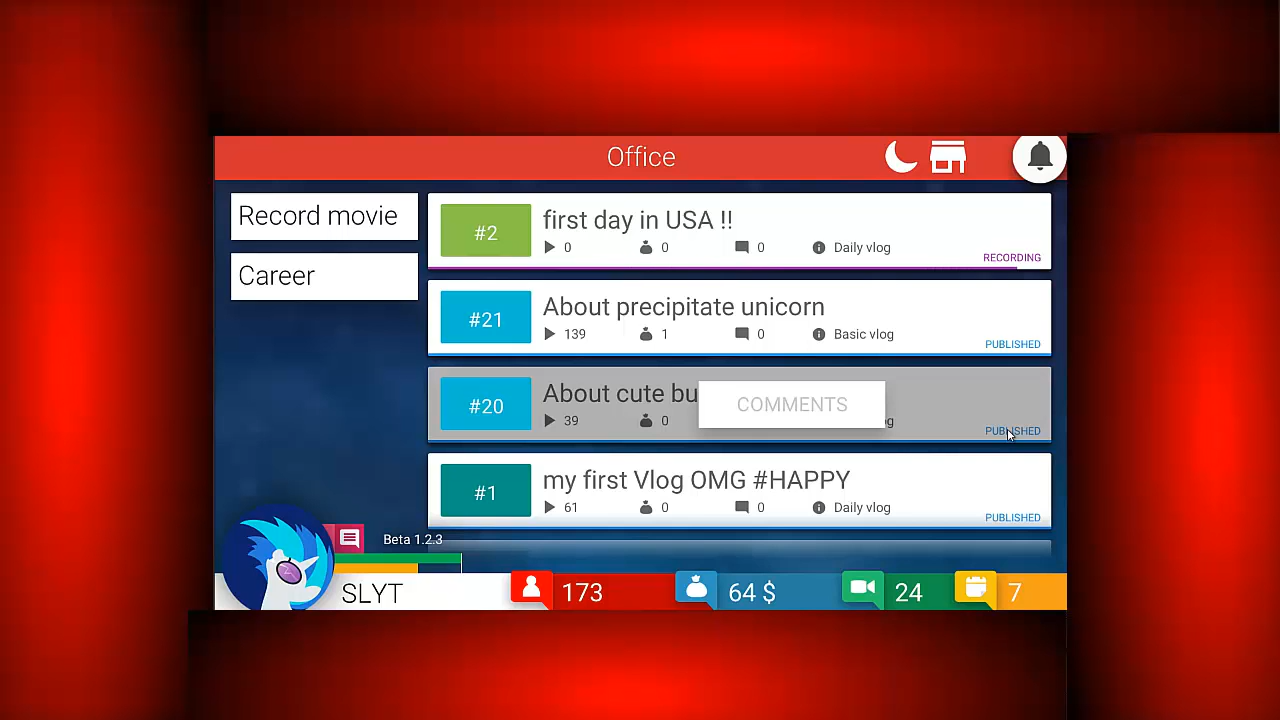 Office
Record movie
Career
#2
first day in USA !!
0
0
0
Daily vlog
RECORDING
#21
About precipitate unicorn
139
1
0
Basic vlog
PUBLISHED
#20
About cute bu
COMMENTS
39
0
g
PUBLISHED
#1
my first Vlog OMG #HAPPY
61
0
0
Daily vlog
PUBLISHED
Beta 1.2.3
SLYT
173
64 $
24
7